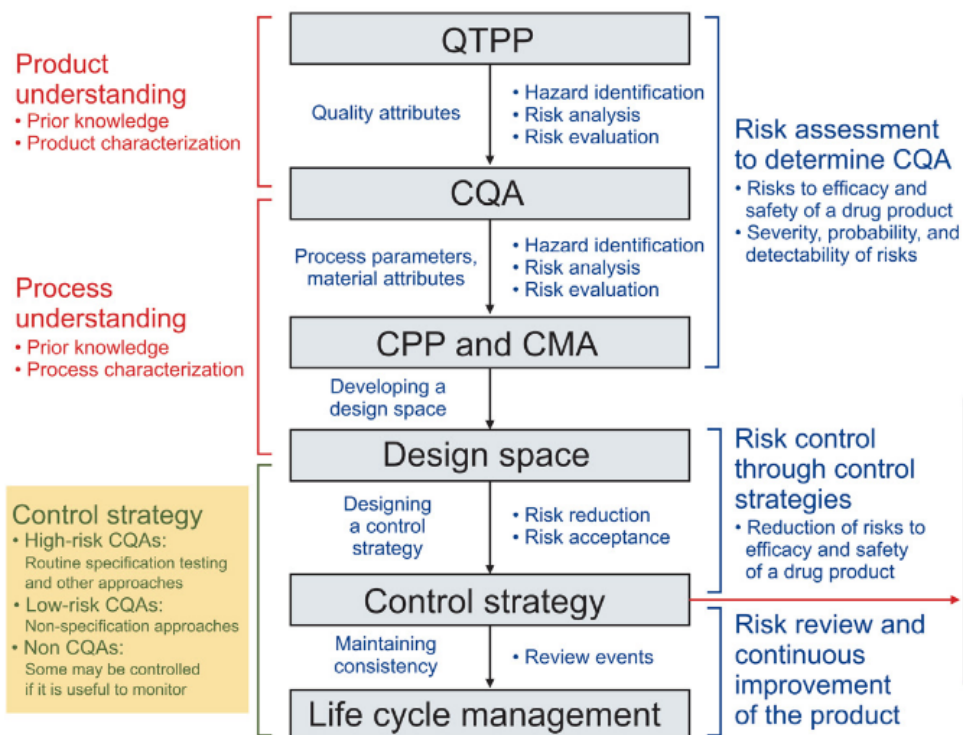 QTPP
Product
understanding
• Prior knowledge
• Product characterization
Quality attributes
• Hazard identification
• Risk analysis
• Risk evaluation
Risk assessment
to determine CQA
• Risks to efficacy and
safety of a drug product
• Severity, probability, and
detectability of risks
CQA
Process parameters,
material attributes
• Hazard identification
• Risk analysis
• Risk evaluation
Process
understanding
• Prior knowledge
• Process characterization
CPP and CMA
Developing a
design space
Design space
Risk control
through control
strategies
• Reduction of risks to
efficacy and safety
of a drug product
Designing
a control
strategy
• Risk reduction
• Risk acceptance
Control strategy
• High-risk CQAs:
Routine specification testing
and other approaches
• Low-risk CQAs:
Non-specification approaches
• Non CQAs:
Some may be controlled
if it is useful to monitor
Control strategy
Maintaining
consistency
• Review events
Risk review and
continuous
improvement
of the product
Life cycle management